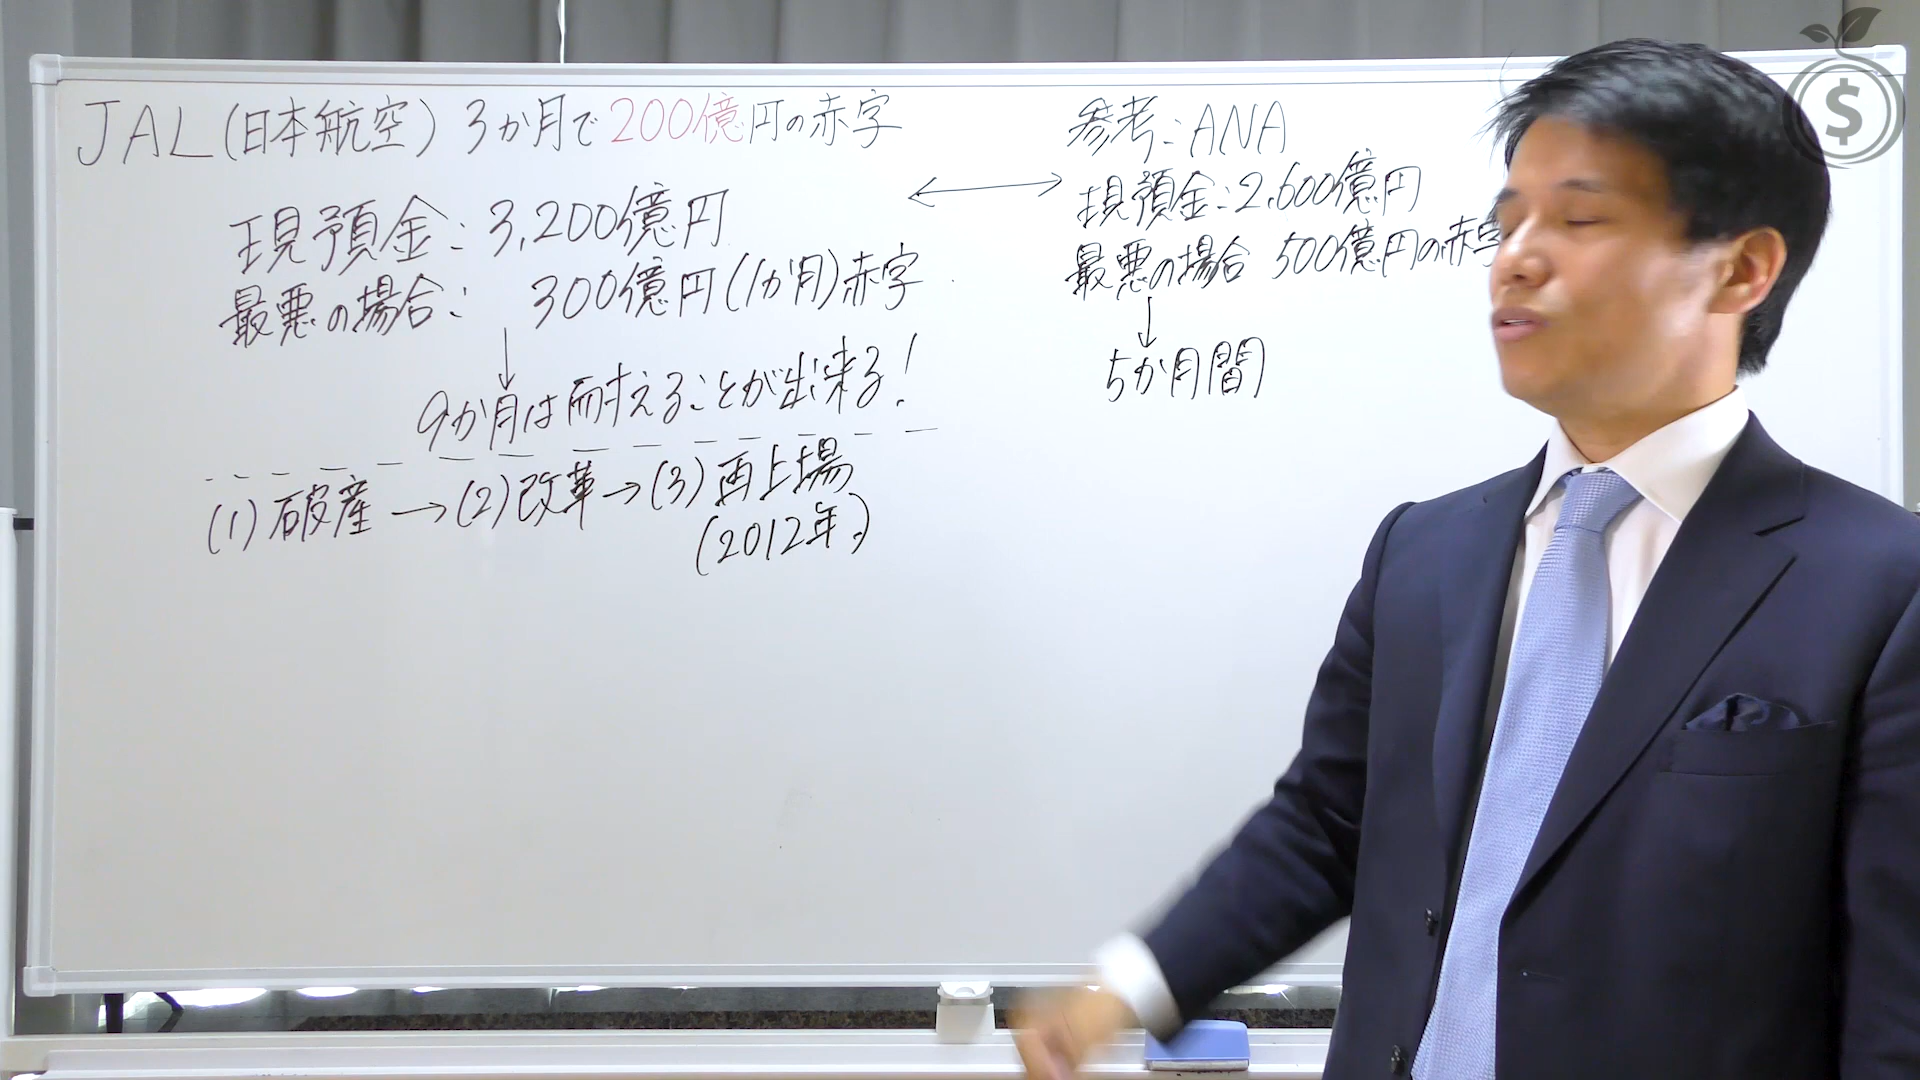 JAL(日本航空) 3か月で200億円の赤字
現預金:3,200億円
最悪の場合: 300億円(1か月)赤字
↓
9か月は耐えることが出来る!
(1)破産→(2)改革→(3)再上場
(2012年)
参考:ANA
現預金:2,600億円
最悪の場合 500億円の赤字
↓
5か月間
$